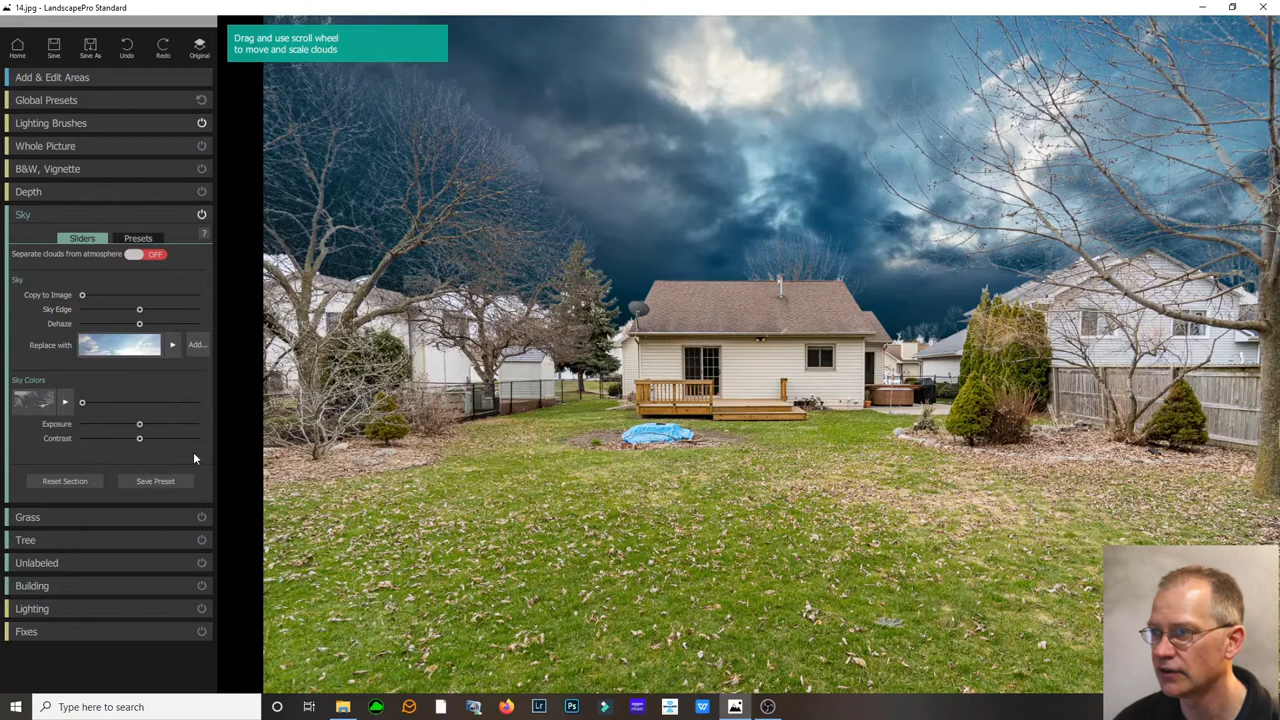 14.jpg - LandscapePro Standard
Drag and use scroll wheel
to move and scale clouds
Home Save Save As Undo Redo Original
Add & Edit Areas
Global Presets
Lighting Brushes
Whole Picture
B&W, Vignette
Depth
Sky
Sliders Presets
?
Separate clouds from atmosphere OFF
Sky
Copy to Image
Sky Edge
Dehaze
Replace with Add...
Sky Colors
Exposure
Contrast
Reset Section Save Preset
Grass
Tree
Unlabeled
Building
Lighting
Fixes
Type here to search
Lr Ps